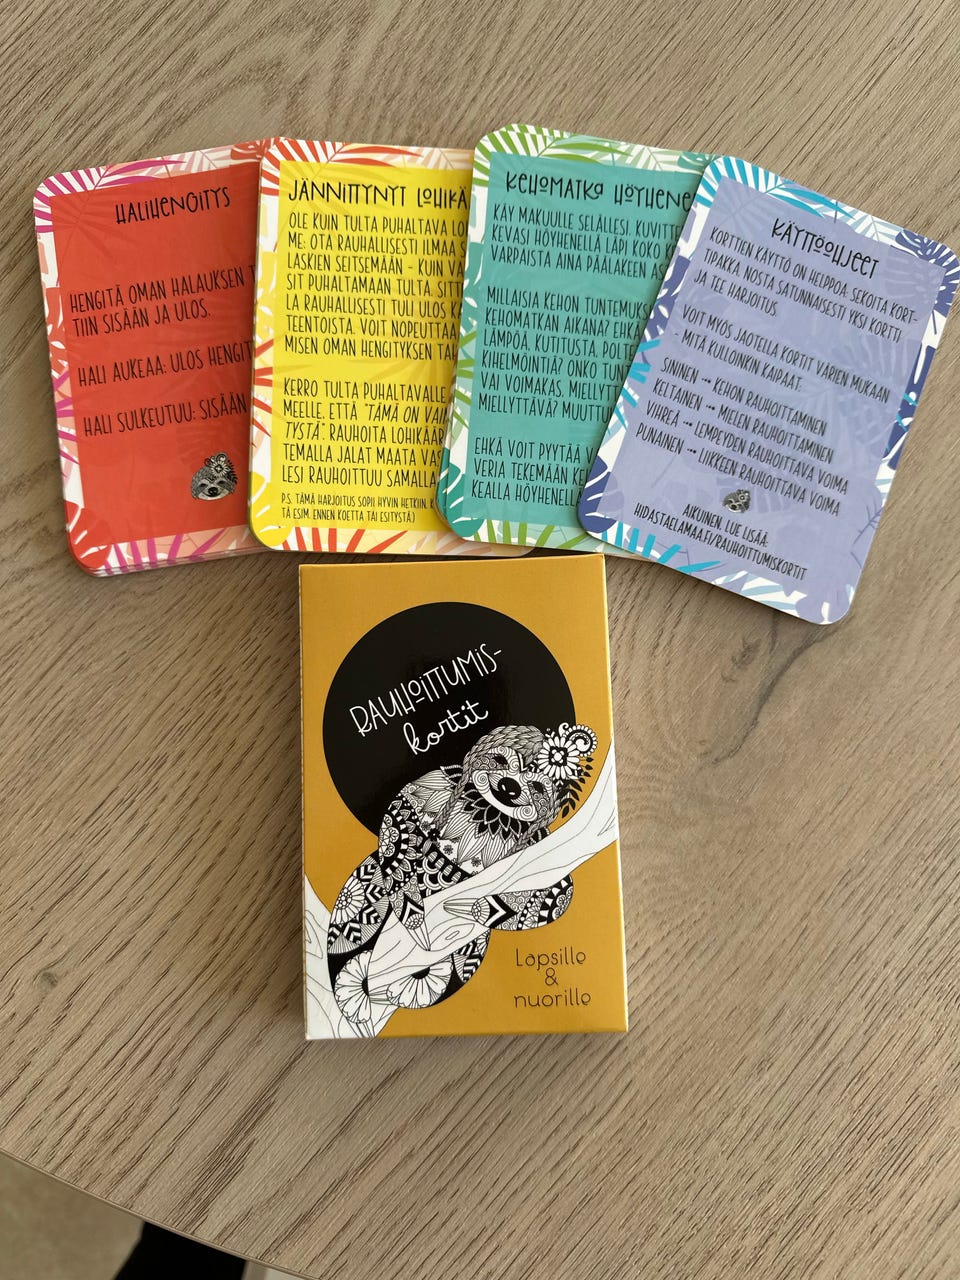 HALIHENGITYS
HENGITÄ OMAN HALAUKSEN
TIIN SISÄÄN JA ULOS.
HALI AUKEAA: ULOS HENGIT
HALI SULKEUTUU: SISÄÄN
JÄNNITTYNYT LOHIKÄ
OLE KUIN TULTA PUHALTAVA LO
ME: OTA RAUHALLISESTI ILMAA S
LASKIEN SEITSEMÄÄN - KUIN VA
SIT PUHALTAMAAN TULTA. SITT
LA RAUHALLISESTI TULI ULOS KA
TEENTOISTA. VOIT NOPEUTTAA
MISEN OMAN HENGITYKSEN TAH
KERRO TULTA PUHALTAVALLE
MEELLE, ETTÄ "TÄMÄ ON VAIN
TYSTÄ". RAUHOITA LOHIKÄÄR
TEMALLA JALAT MAATA VAS
LESI RAUHOITTUU SAMALLA
P.S. TÄMÄ HARJOITUS SOPII HYVIN HETKIIN,
TÄ ESIM. ENNEN KOETTA TAI ESITYSTÄ)
KEHOMATKA HÖYHENE
KÄY MAKUULLE SELÄLLESI. KUVITT
KEVASI HÖYHENELLÄ LÄPI KOKO K
VARPAISTA AINA PÄÄLAKEEN AS
MILLAISIA KEHON TUNTEMUKS
KEHOMATKAN AIKANA? EHKÄ
LÄMPÖÄ, KUTITUSTA, POLTE
KIHELMÖINTIÄ? ONKO TUN
VAI VOIMAKAS, MIELLYT
MIELLYTTÄVÄ? MUUTTU
EHKÄ VOIT PYYTÄÄ V
VERIA TEKEMÄÄN KE
KEALLA HÖYHENELLÄ
KÄYTTÖOHJEET
KORTTIEN KÄYTTÖ ON HELPPOA: SEKOITA KORT-
TIPAKKA, NOSTA SATUNNAISESTI YKSI KORTTI
JA TEE HARJOITUS.
VOIT MYÖS JAOTELLA KORTIT VÄRIEN MUKAAN
- MITÄ KULLOINKIN KAIPAAT:
SININEN → KEHON RAUHOITTAMINEN
KELTAINEN → MIELEN RAUHOITTAMINEN
VIHREÄ → LEMPEYDEN RAUHOITTAVA VOIMA
PUNAINEN → LIIKKEEN RAUHOITTAVA VOIMA
AIKUINEN, LUE LISÄÄ:
HIDASTAELAMAA.FI/RAUHOITTUMISKORTIT
RAUHOITTUMIS-
kortit
Lapsille
&
nuorille